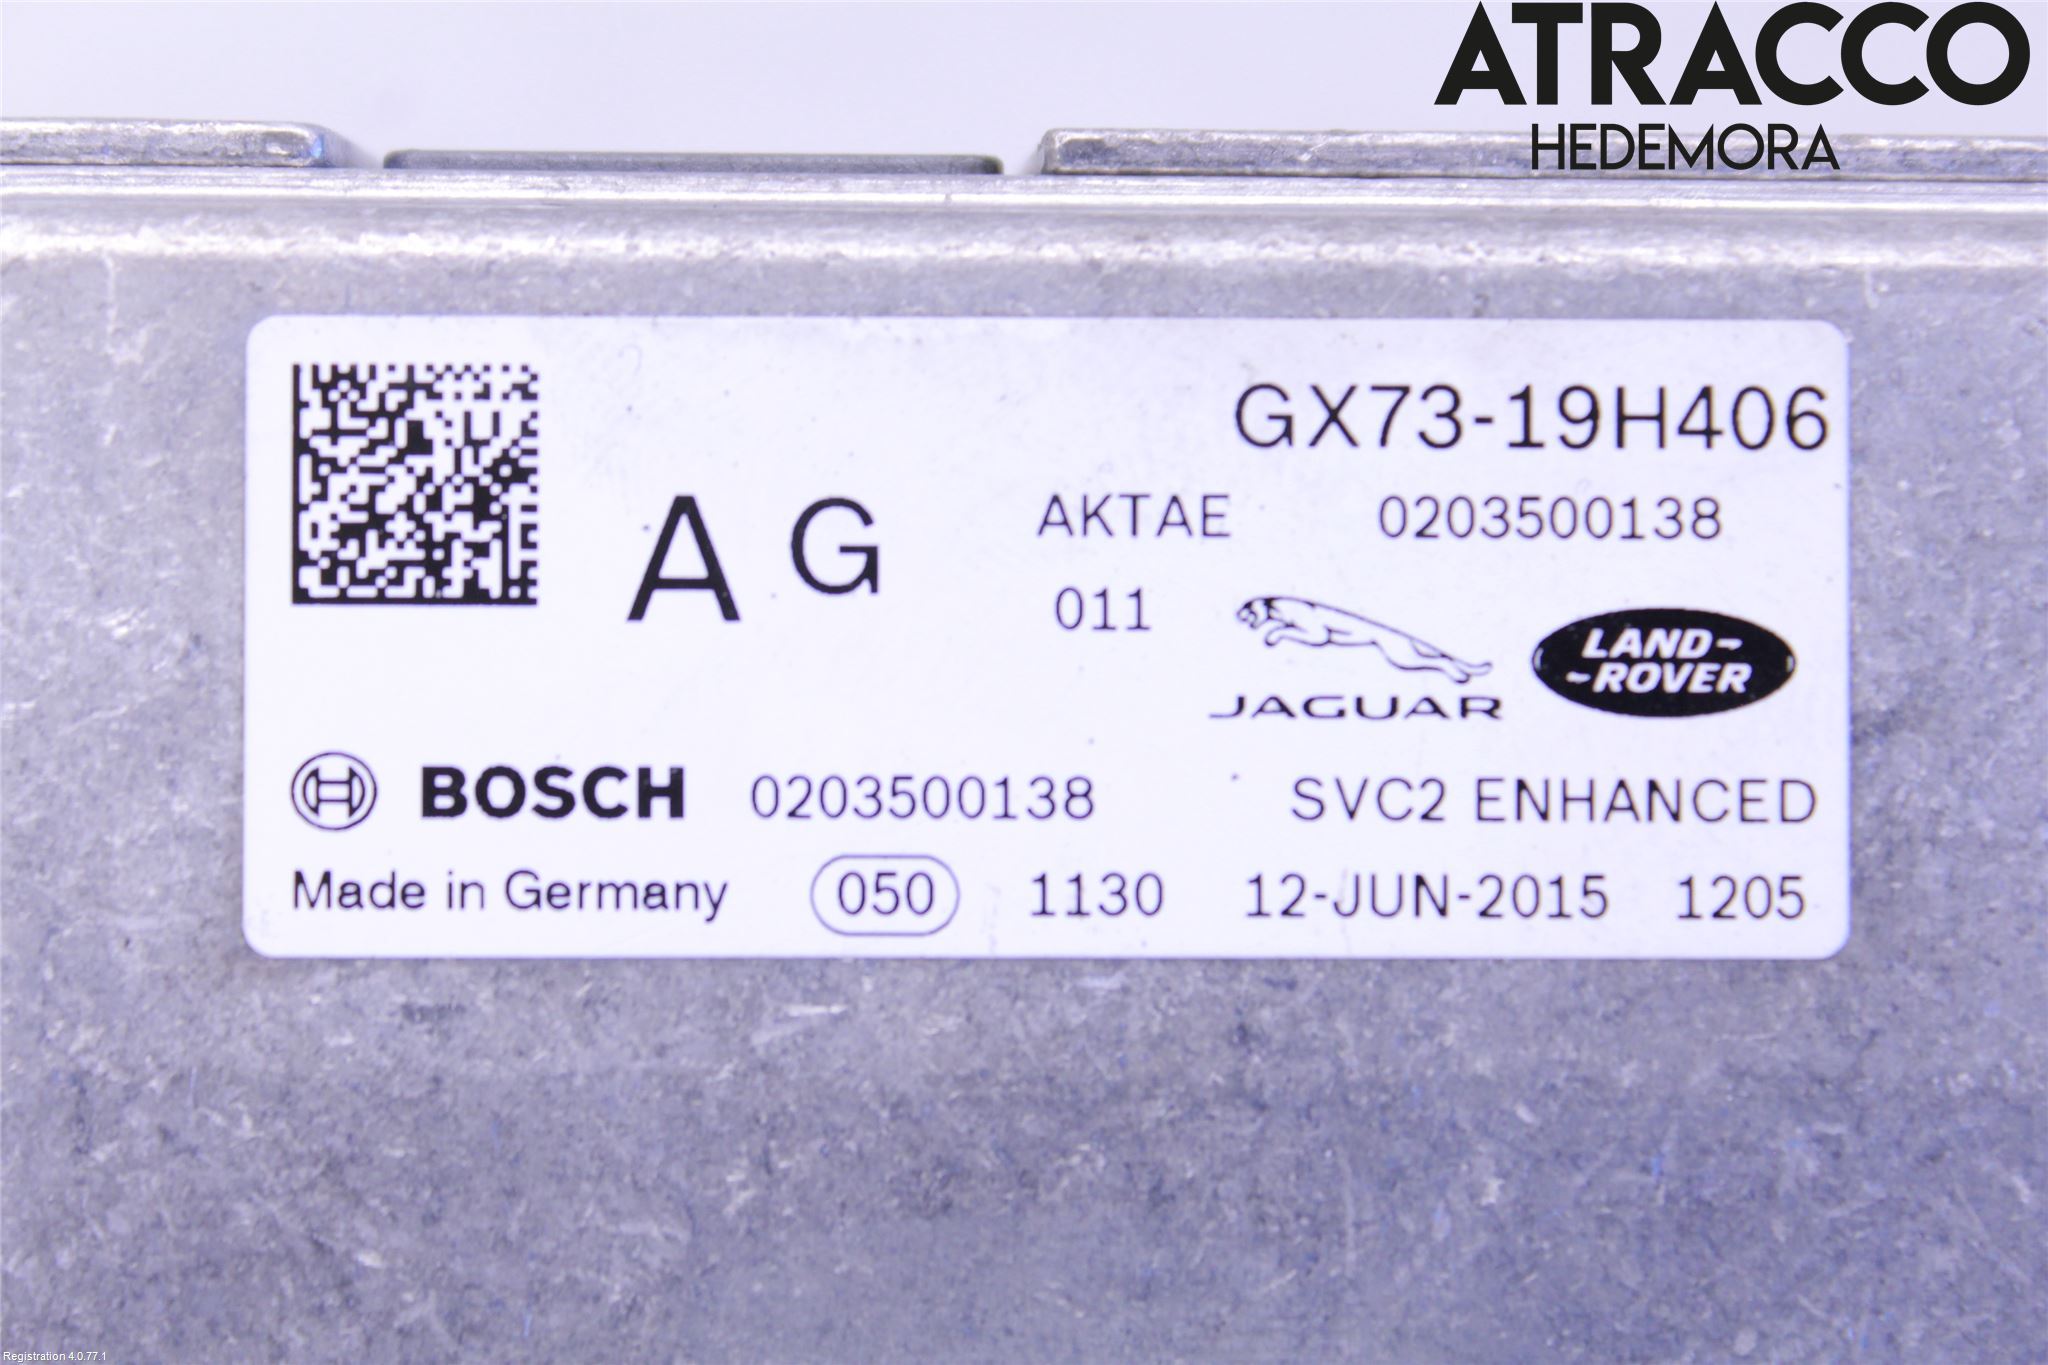 ATRACCO
HEDEMORA
GX73-19H406
A G
AKTAE 0203500138
011
JAGUAR
LAND-
-ROVER
BOSCH 0203500138 SVC2 ENHANCED
Made in Germany 050 1130 12-JUN-2015 1205
Registration 4.0.77.1